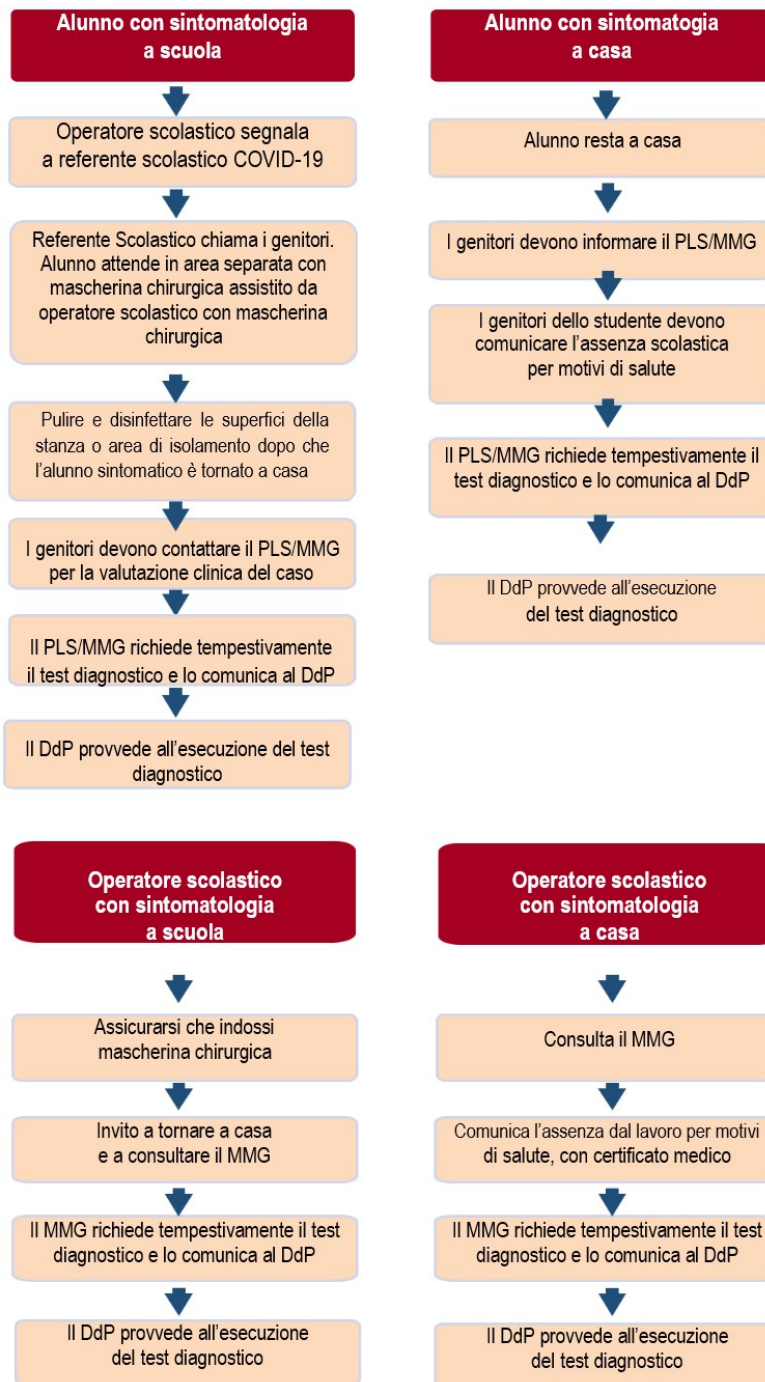 Alunno con sintomatologia
a scuola
Operatore scolastico segnala
a referente scolastico COVID-19
Referente Scolastico chiama i genitori.
Alunno attende in area separata con
mascherina chirurgica assistito da
operatore scolastico con mascherina
chirurgica
Pulire e disinfettare le superfici della
stanza o area di isolamento dopo che
l'alunno sintomatico è tornato a casa
I genitori devono contattare il PLS/MMG
per la valutazione clinica del caso
Il PLS/MMG richiede tempestivamente
il test diagnostico e lo comunica al DdP
Il DdP provvede all'esecuzione del test
diagnostico
Alunno con sintomatogia
a casa
Alunno resta a casa
I genitori devono informare il PLS/MMG
I genitori dello studente devono
comunicare l'assenza scolastica
per motivi di salute
Il PLS/MMG richiede tempestivamente il
test diagnostico e lo comunica al DdP
Il DdP provvede all'esecuzione
del test diagnostico
Operatore scolastico
con sintomatologia
a scuola
Assicurarsi che indossi
mascherina chirurgica
Invito a tornare a casa
e a consultare il MMG
Il MMG richiede tempestivamente il test
diagnostico e lo comunica al DdP
Il DdP provvede all'esecuzione
del test diagnostico
Operatore scolastico
con sintomatologia
a casa
Consulta il MMG
Comunica l'assenza dal lavoro per motivi
di salute, con certificato medico
Il MMG richiede tempestivamente il test
diagnostico e lo comunica al DdP
Il DdP provvede all'esecuzione
del test diagnostico